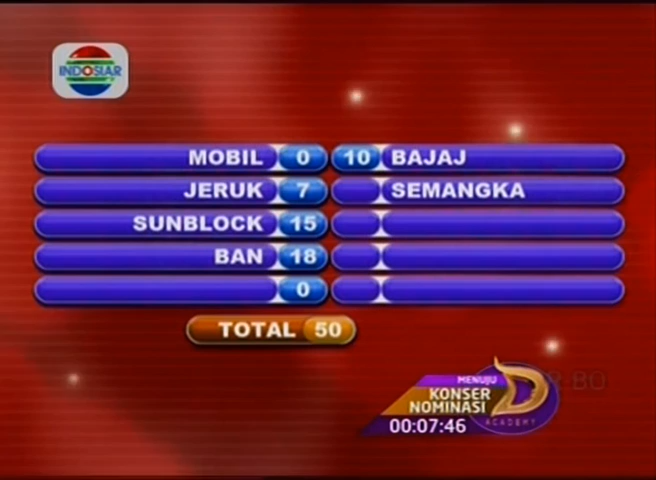 INDOSIAR
MOBIL 0 10 BAJAJ
JERUK 7 SEMANGKA
SUNBLOCK 15
BAN 18
0
TOTAL 50
MENUJU
KONSER
NOMINASI
D
ACADEMY
00:07:46